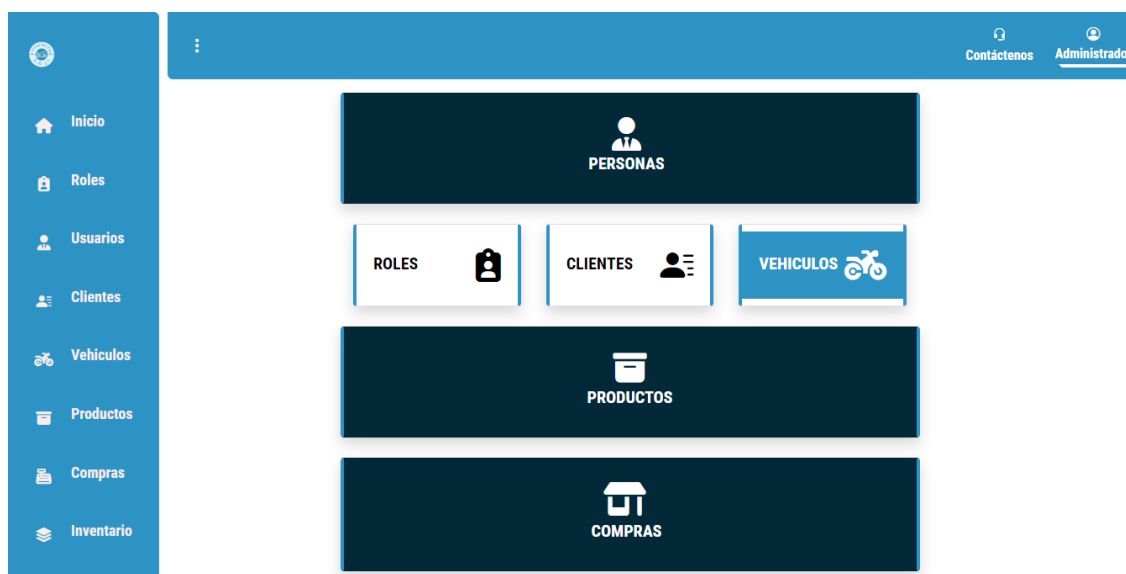 Contáctenos
Administrado
Inicio
Roles
Usuarios
Clientes
Vehiculos
Productos
Compras
Inventario
PERSONAS
ROLES
CLIENTES
VEHICULOS
PRODUCTOS
COMPRAS